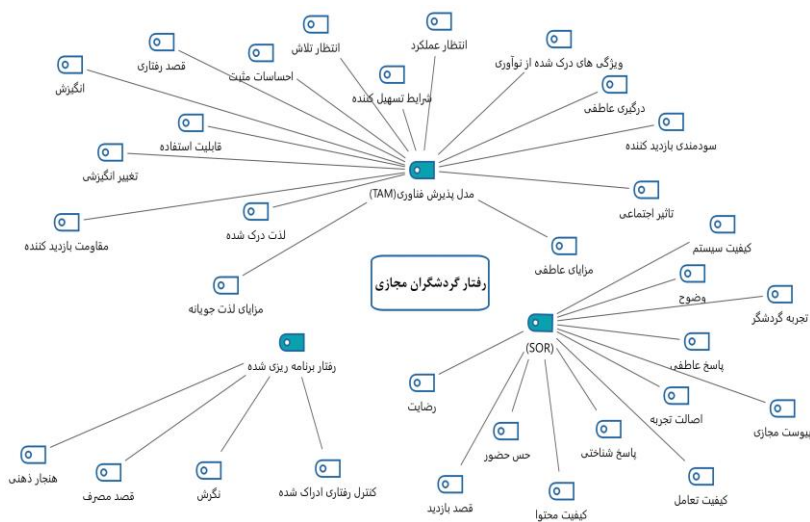 انتظار عملکرد
انتظار تلاش
قصد رفتاری
ویژگی های درک شده از نوآوری
احساسات مثبت
انگیزش
شرایط تسهیل کننده
درگیری عاطفی
سودمندی بازدید کننده
قابلیت استفاده
تغییر انگیزشی
مدل پذیرش فناوری(TAM)
تاثیر اجتماعی
لذت درک شده
مقاومت بازدید کننده
کیفیت سیستم
مزایای عاطفی
رفتار گردشگران مجازی
وضوح
مزایای لذت جویانه
تجربه گردشگر
(SOR)
رفتار برنامه ریزی شده
پاسخ عاطفی
رضایت
اصالت تجربه
پیوست مجازی
حس حضور
پاسخ شناختی
هنجار ذهنی
قصد مصرف
نگرش
کنترل رفتاری ادراک شده
قصد بازدید
کیفیت محتوا
کیفیت تعامل